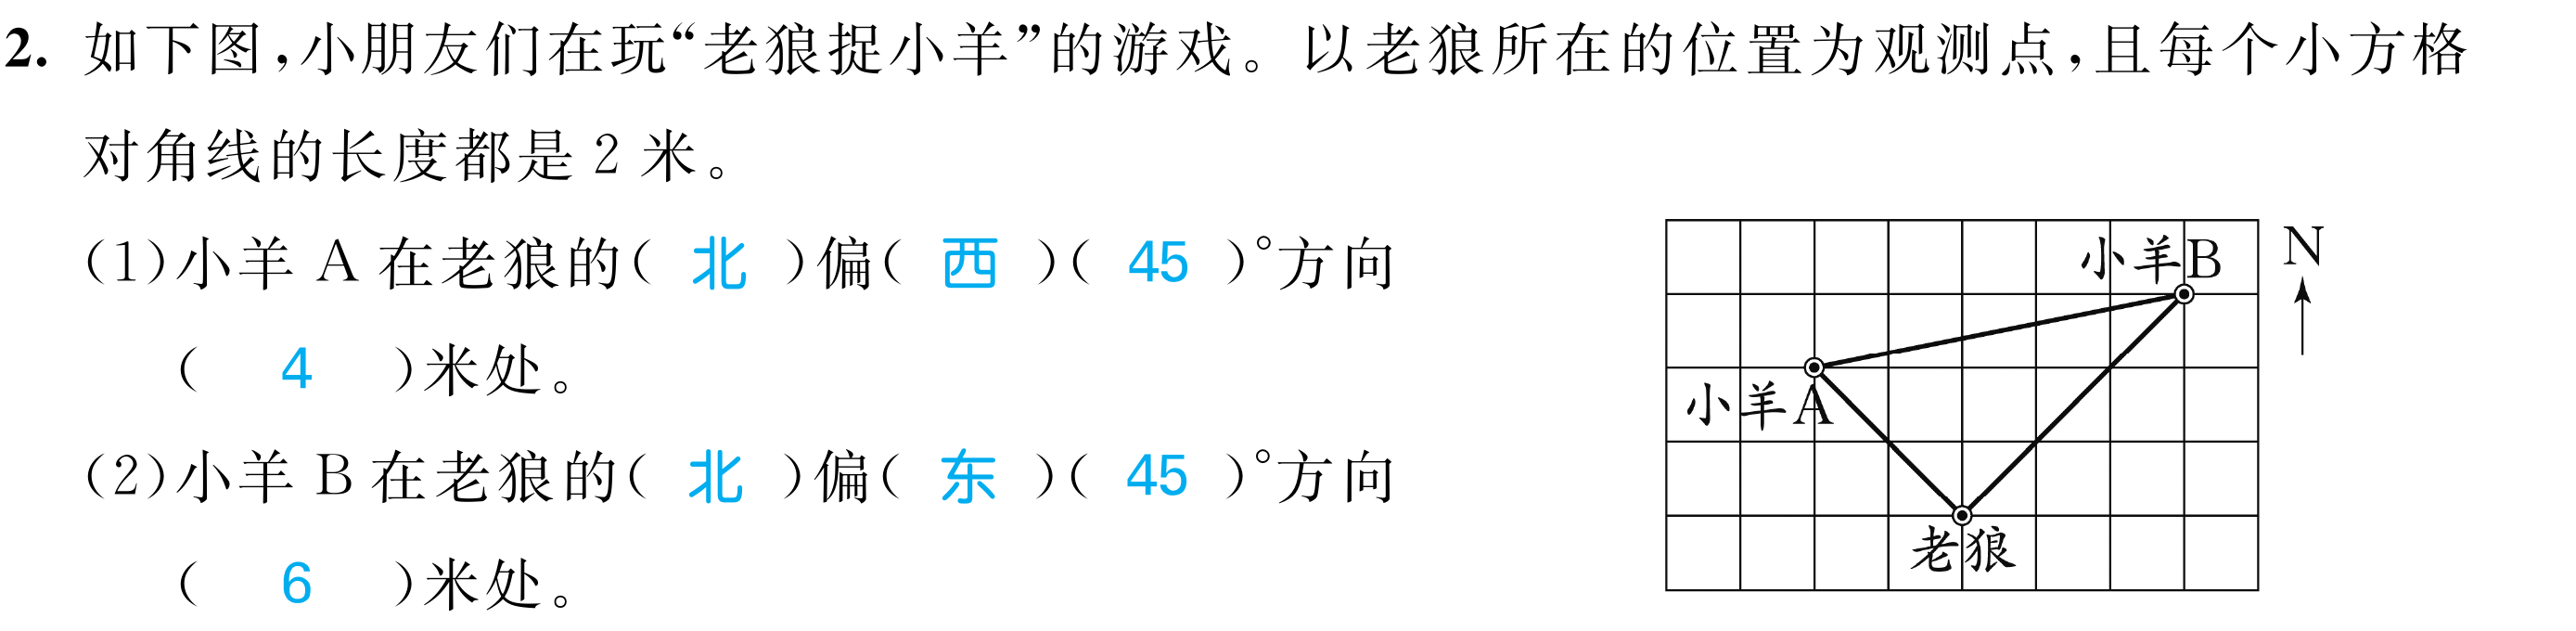 2. 如下图,小朋友们在玩“老狼捉小羊”的游戏。以老狼所在的位置为观测点,且每个小方格
对角线的长度都是 2 米。
(1)小羊 A 在老狼的( 北 )偏( 西 )( 45 )°方向
( 4 )米处。
(2)小羊 B 在老狼的( 北 )偏( 东 )( 45 )°方向
( 6 )米处。
小羊B
N
小羊A
老狼